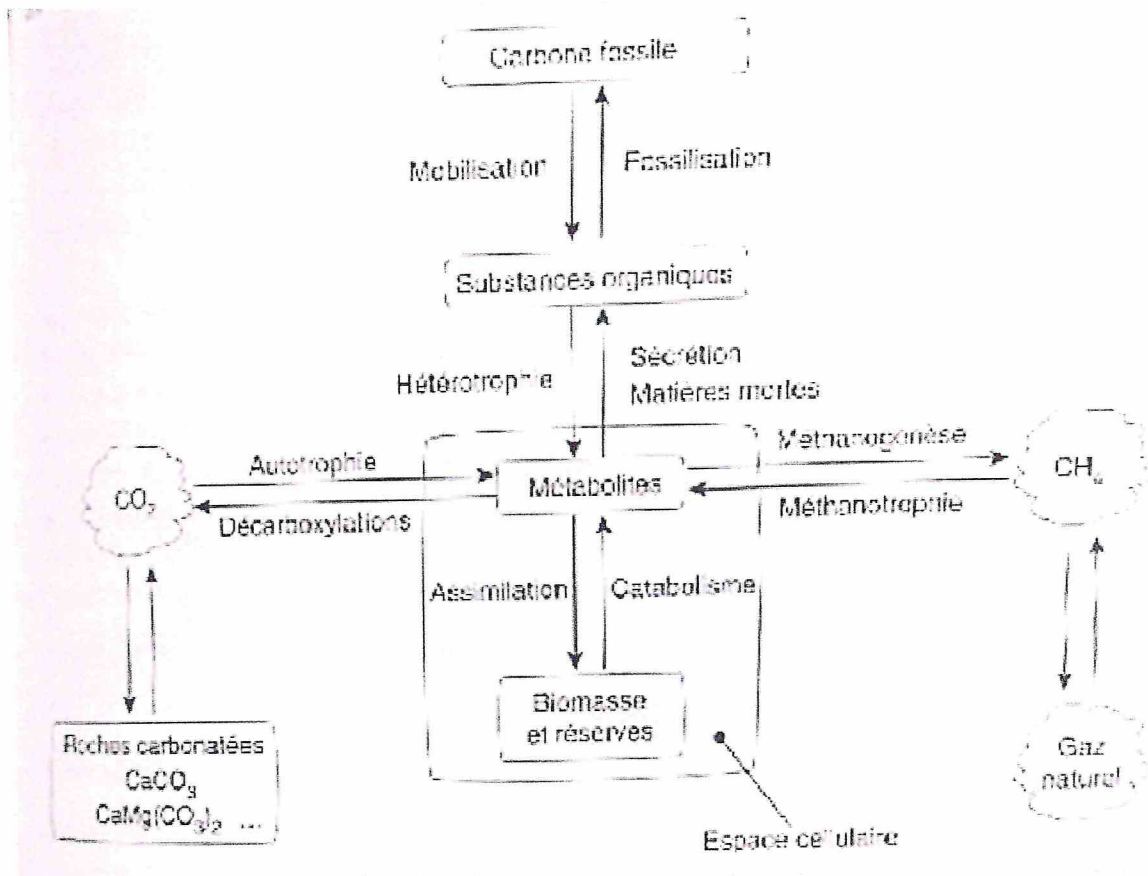 Carbone fossile
Mobilisation
Fossilisation
Substances organiques
Hétérotrophie
Sécrétion
Matières mortes
Autotrophie
Méthanogénèse
CO₂
Métabolites
CH₄
Décarboxylations
Méthanotrophie
Assimilation
Catabolisme
Biomasse
et réserves
Roches carbonatées
CaCO₃
CaMg(CO₃)₂ ...
Gaz
naturel
Espace cellulaire